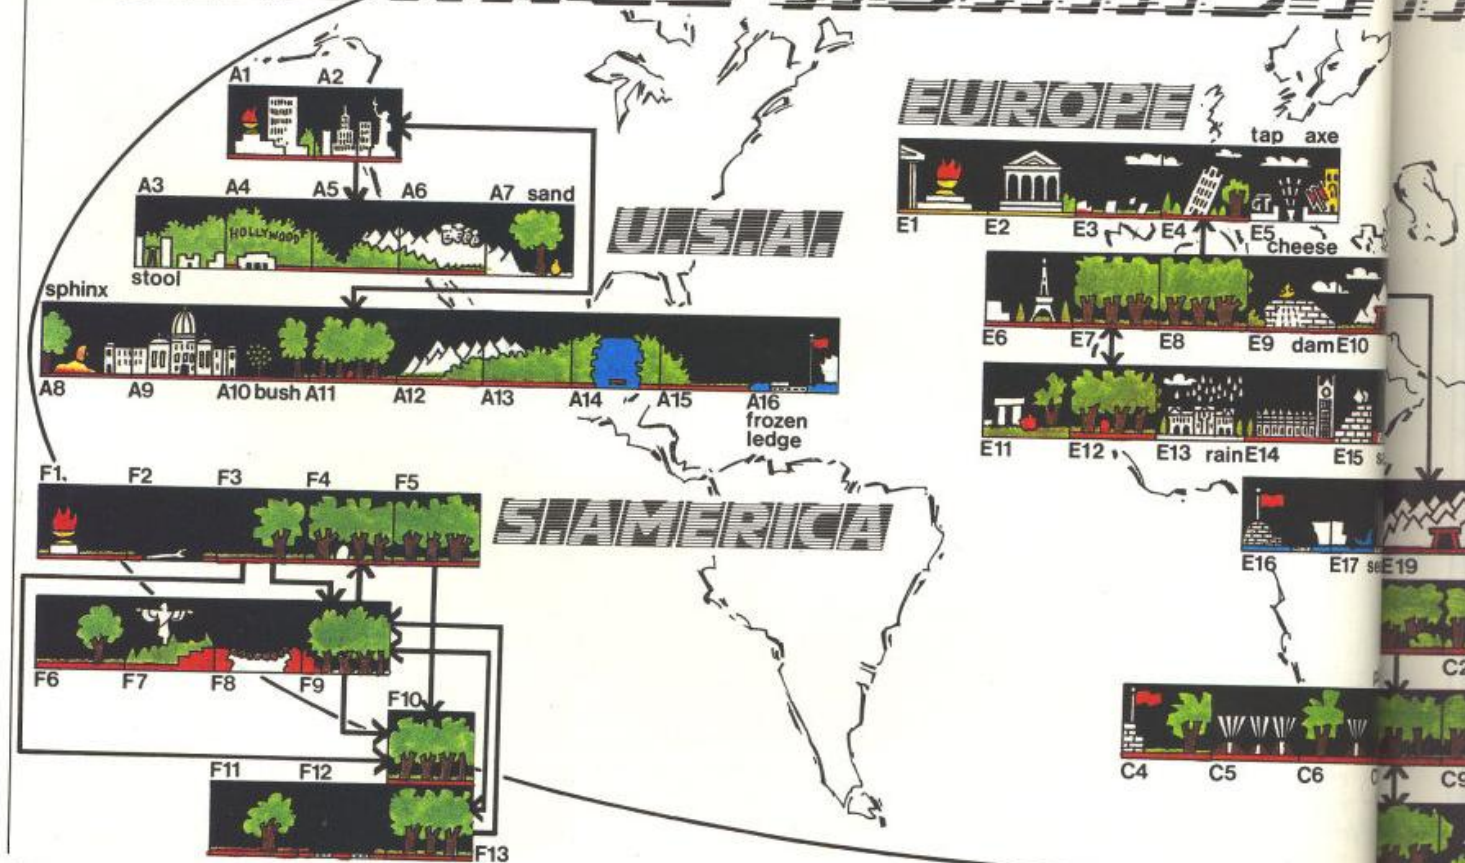 A1 A2
A3 A4 A5 A6 A7 sand
HOLLYWOOD
stool
U.S.A.
sphinx
A8 A9 A10 bush A11 A12 A13 A14 A15 A16
frozen
ledge
EUROPE
tap axe
E1 E2 E3 E4 E5
cheese
E6 E7 E8 E9 dam E10
E11 E12 E13 rain E14 E15
E16 E17 E19
F1 F2 F3 F4 F5
S.AMERICA
F6 F7 F8 F9
F10
F11 F12
F13
C4 C5 C6 C9